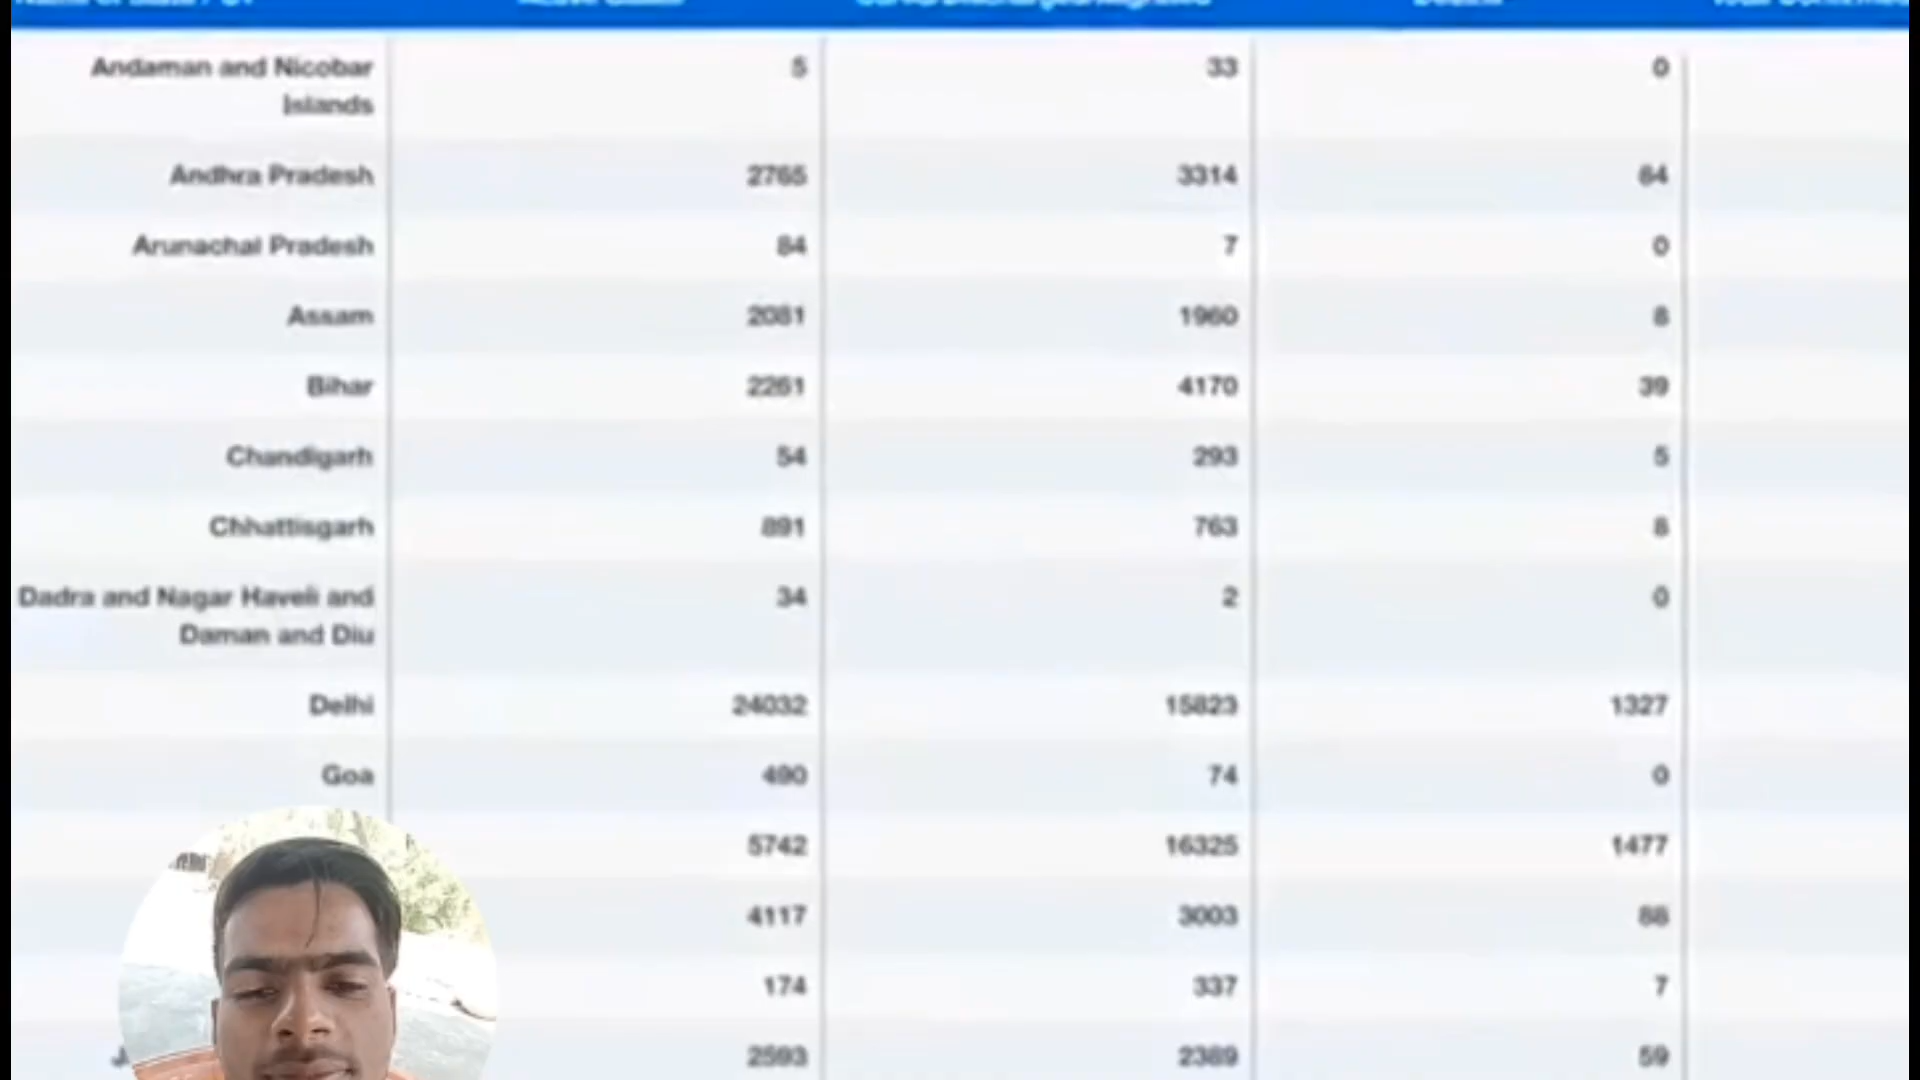 Andaman and Nicobar Islands 5 33 0
Andhra Pradesh 2765 3314 64
Arunachal Pradesh 84 7 0
Assam 2081 1960 8
Bihar 2261 4170 39
Chandigarh 54 293 5
Chhattisgarh 891 763 8
Dadra and Nagar Haveli and Daman and Diu 34 2 0
Delhi 24032 15823 1327
Goa 490 74 0
5742 16325 1477
4117 3003 88
174 337 7
J 2593 2389 59